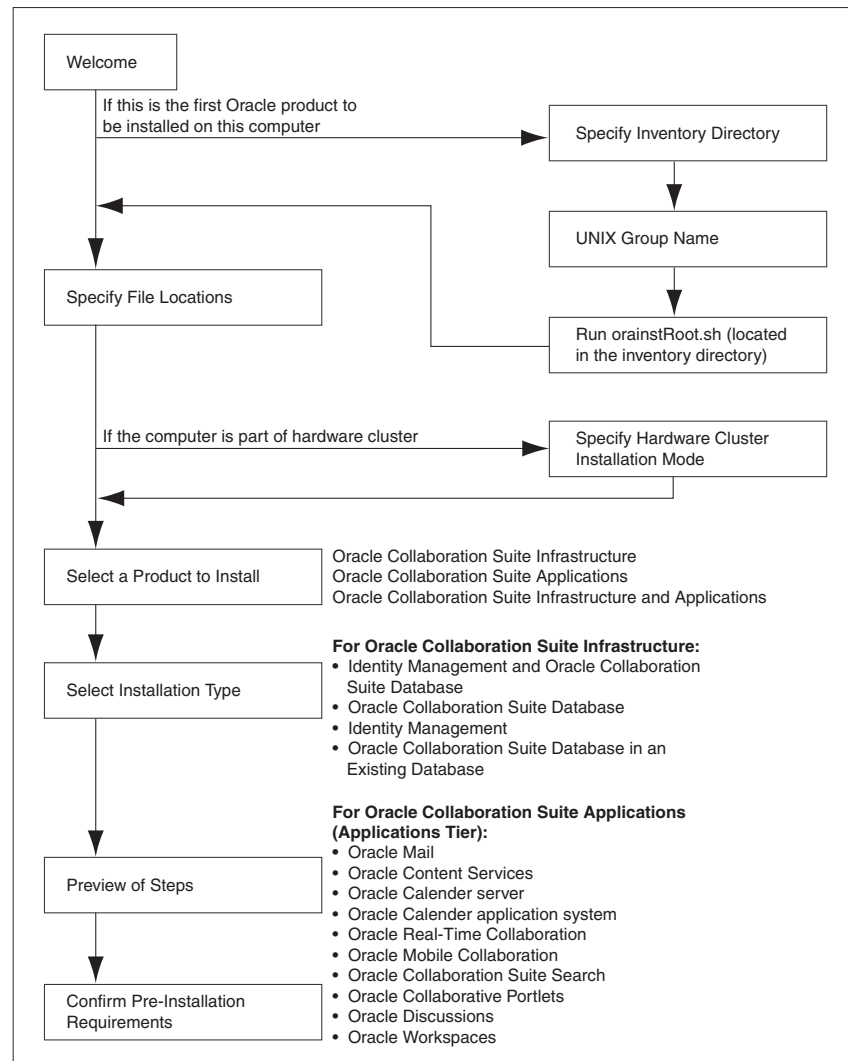 Welcome
If this is the first Oracle product to
be installed on this computer
Specify Inventory Directory
UNIX Group Name
Specify File Locations
Run orainstRoot.sh (located
in the inventory directory)
If the computer is part of hardware cluster
Specify Hardware Cluster
Installation Mode
Select a Product to Install
Oracle Collaboration Suite Infrastructure
Oracle Collaboration Suite Applications
Oracle Collaboration Suite Infrastructure and Applications
Select Installation Type
For Oracle Collaboration Suite Infrastructure:
• Identity Management and Oracle Collaboration
Suite Database
• Oracle Collaboration Suite Database
• Identity Management
• Oracle Collaboration Suite Database in an
Existing Database
Preview of Steps
For Oracle Collaboration Suite Applications
(Applications Tier):
• Oracle Mail
• Oracle Content Services
• Oracle Calender server
• Oracle Calender application system
• Oracle Real-Time Collaboration
• Oracle Mobile Collaboration
• Oracle Collaboration Suite Search
• Oracle Collaborative Portlets
• Oracle Discussions
• Oracle Workspaces
Confirm Pre-Installation
Requirements